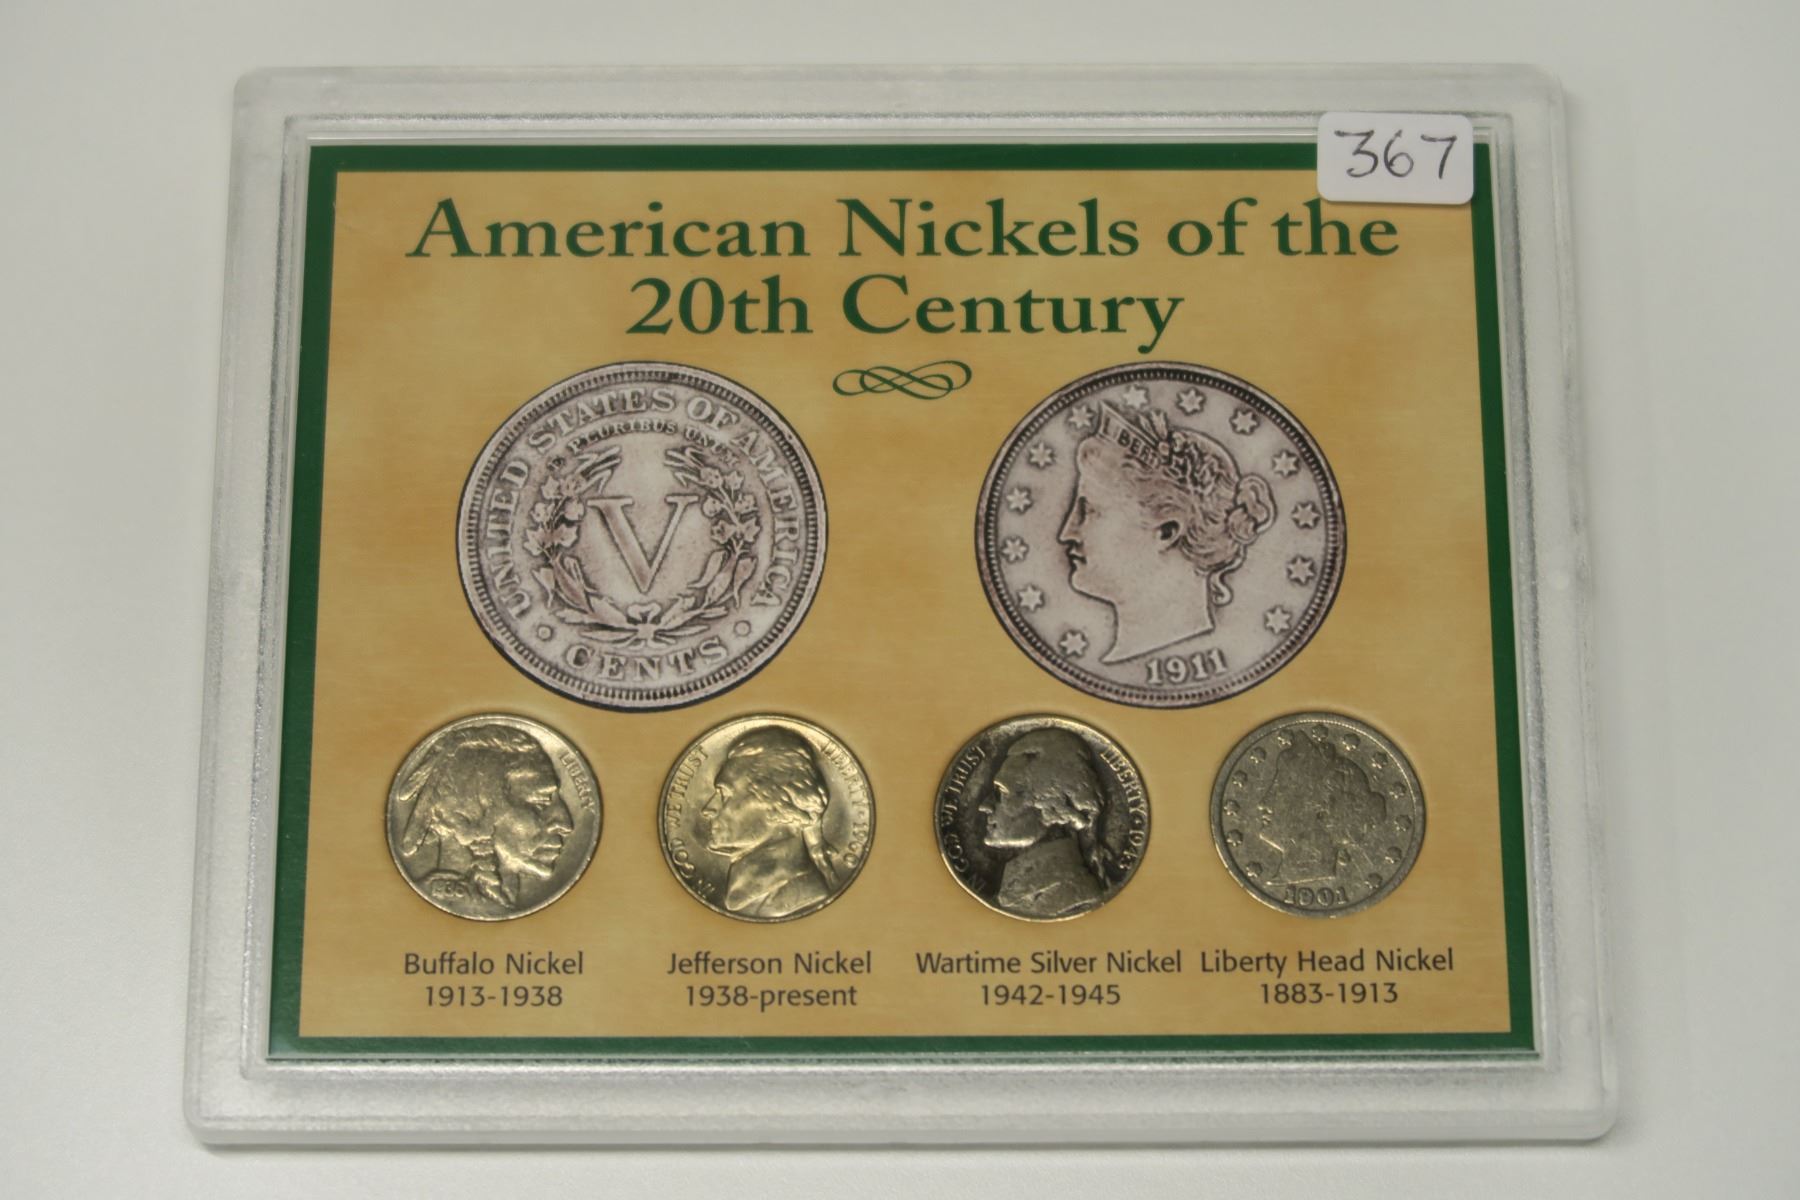 367
American Nickels of the
20th Century
UNITED STATES OF AMERICA
E PLURIBUS UNUM
V
CENTS
LIBERTY
1911
LIBERTY
IN GOD WE TRUST
LIBERTY · 1960
IN GOD WE TRUST
LIBERTY · 1943
1901
Buffalo Nickel
1913-1938
Jefferson Nickel
1938-present
Wartime Silver Nickel
1942-1945
Liberty Head Nickel
1883-1913